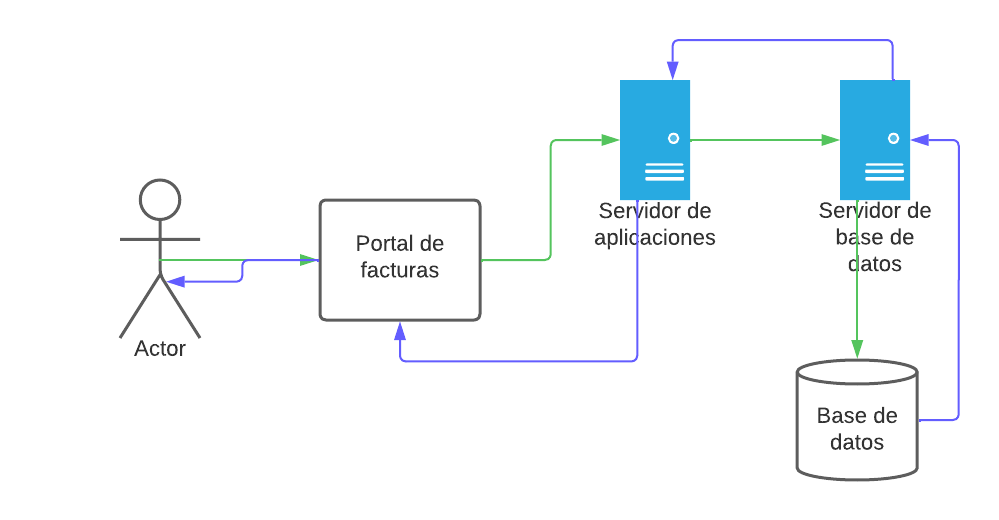 Servidor de
aplicaciones
Servidor de
base de
datos
Portal de
facturas
Actor
Base de
datos